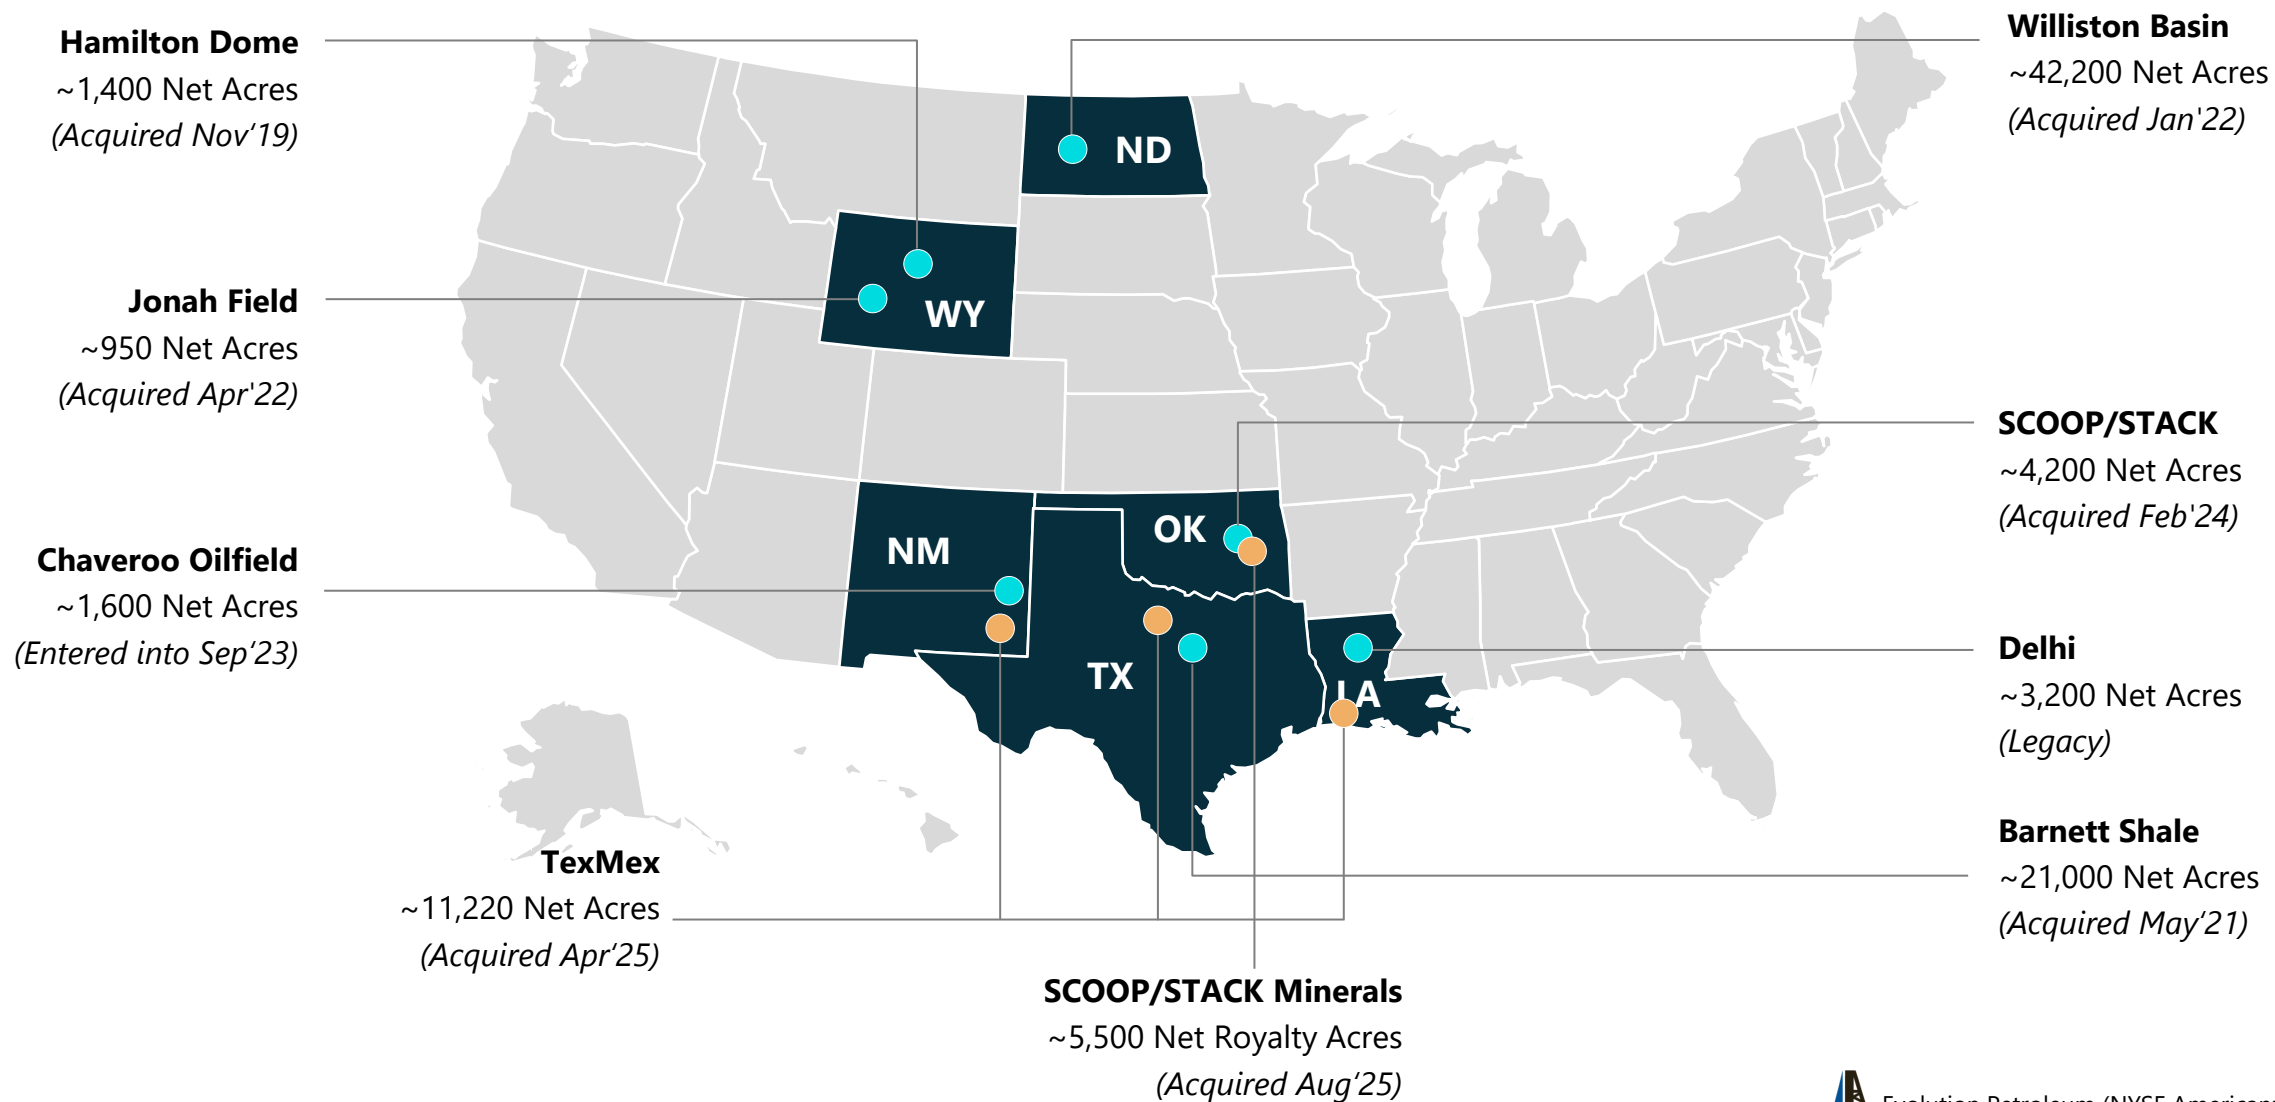 Hamilton Dome
~1,400 Net Acres
(Acquired Nov‘19)
Williston Basin
~42,200 Net Acres
(Acquired Jan'22)
ND
WY
Jonah Field
~950 Net Acres
(Acquired Apr'22)
SCOOP/STACK
~4,200 Net Acres
(Acquired Feb'24)
OK
NM
Chaveroo Oilfield
~1,600 Net Acres
(Entered into Sep‘23)
TX
LA
Delhi
~3,200 Net Acres
(Legacy)
Barnett Shale
~21,000 Net Acres
(Acquired May‘21)
TexMex
~11,220 Net Acres
(Acquired Apr‘25)
SCOOP/STACK Minerals
~5,500 Net Royalty Acres
(Acquired Aug‘25)
Evolution Petroleum (NYSE American